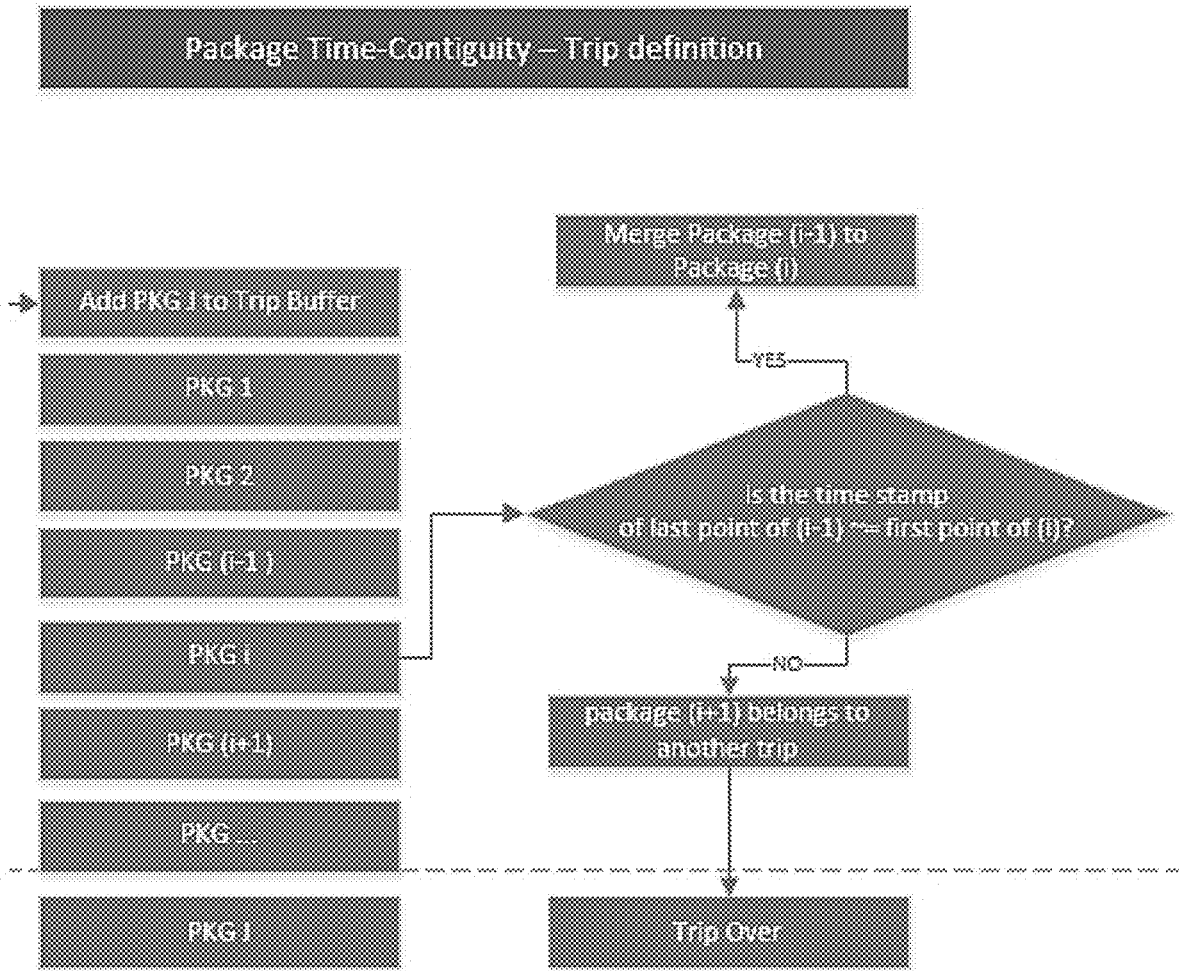 Package Time-Contiguity – Trip definition
Merge Package (i-1) to
Package (i)
Add PKG J to Trip Buffer
PKG 1
YES
PKG 2
Is the time stamp
of last point of (i-1) ~= first point of (i)?
PKG (i-1 )
PKG i
NO
package (i+1) belongs to
another trip
PKG (i+1)
PKG ...
PKG J
Trip Over